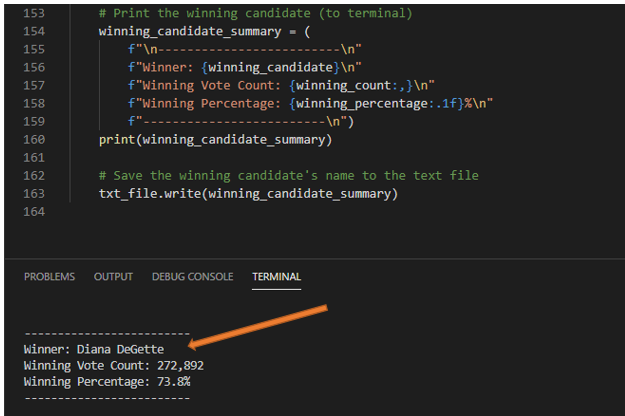 153 # Print the winning candidate (to terminal)
154 winning_candidate_summary = (
155 f"\n-------------------------\n"
156 f"Winner: {winning_candidate}\n"
157 f"Winning Vote Count: {winning_count:,}\n"
158 f"Winning Percentage: {winning_percentage:.1f}%\n"
159 f"-------------------------\n")
160 print(winning_candidate_summary)
161
162 # Save the winning candidate's name to the text file
163 txt_file.write(winning_candidate_summary)
164
PROBLEMS OUTPUT DEBUG CONSOLE TERMINAL
-------------------------
Winner: Diana DeGette
Winning Vote Count: 272,892
Winning Percentage: 73.8%
-------------------------